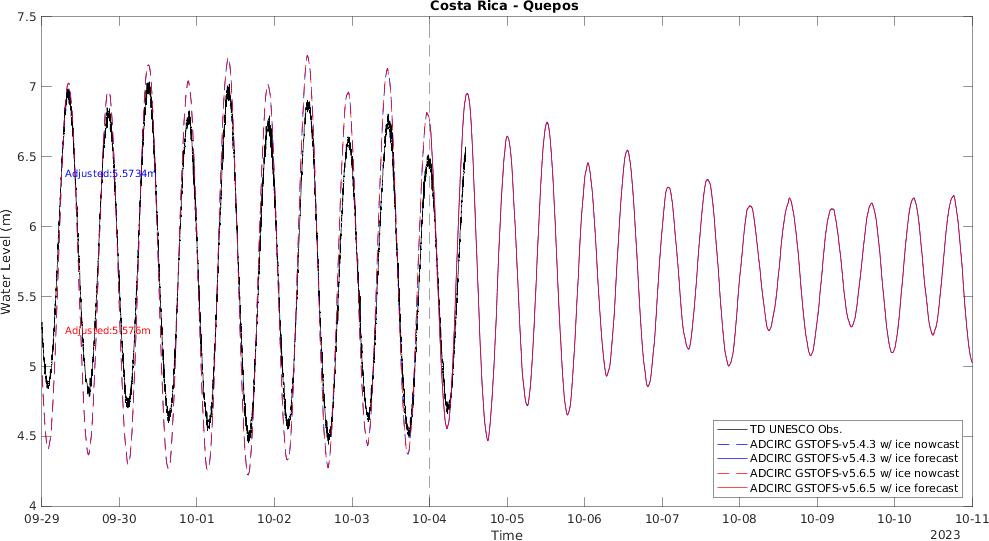 Costa Rica - Quepos
7.5
7
6.5
6
5.5
5
4.5
4
Water Level (m)
Adjusted:5.5734m
Adjusted:5.576m
TD UNESCO Obs.
ADCIRC GSTOFS-v5.4.3 w/ ice nowcast
ADCIRC GSTOFS-v5.4.3 w/ ice forecast
ADCIRC GSTOFS-v5.6.5 w/ ice nowcast
ADCIRC GSTOFS-v5.6.5 w/ ice forecast
09-29 09-30 10-01 10-02 10-03 10-04 10-05 10-06 10-07 10-08 10-09 10-10 10-11
Time
2023